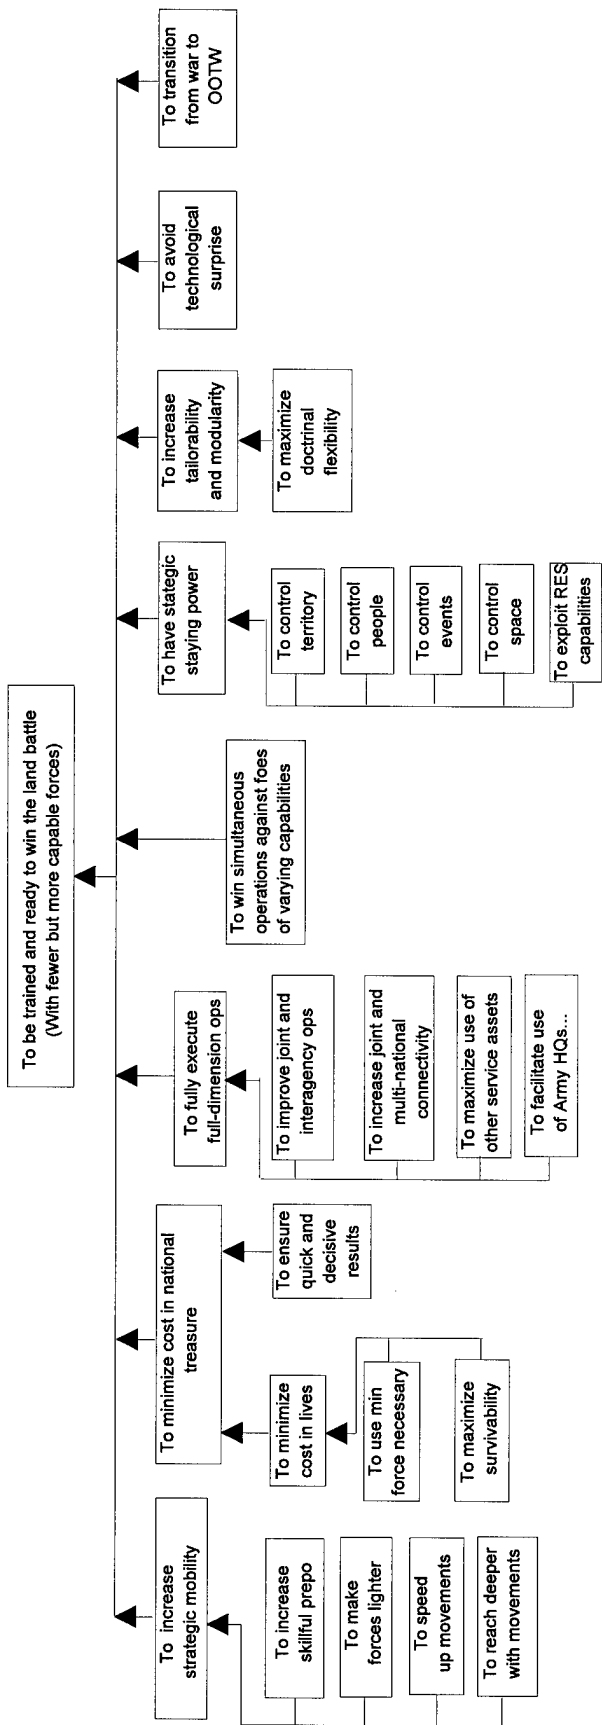 To be trained and ready to win the land battle
(With fewer but more capable forces)
To increase
strategic mobility
To increase
skillful prepo
To make
forces lighter
To speed
up movements
To reach deeper
with movements
To minimize cost in national
treasure
To minimize
cost in lives
To use min
force necessary
To maximize
survivability
To ensure
quick and
decisive
results
To fully execute
full-dimension ops
To improve joint and
interagency ops
To increase joint and
multi-national
connectivity
To maximize use of
other service assets
To facilitate use
of Army HQs...
To win simultaneous
operations against foes
of varying capabilities
To have stategic
staying power
To control
territory
To control
people
To control
events
To control
space
To exploit RES
capabilities
To increase
tailorability
and modularity
To maximize
doctrinal
flexibility
To avoid
technological
surprise
To transition
from war to
OOTW